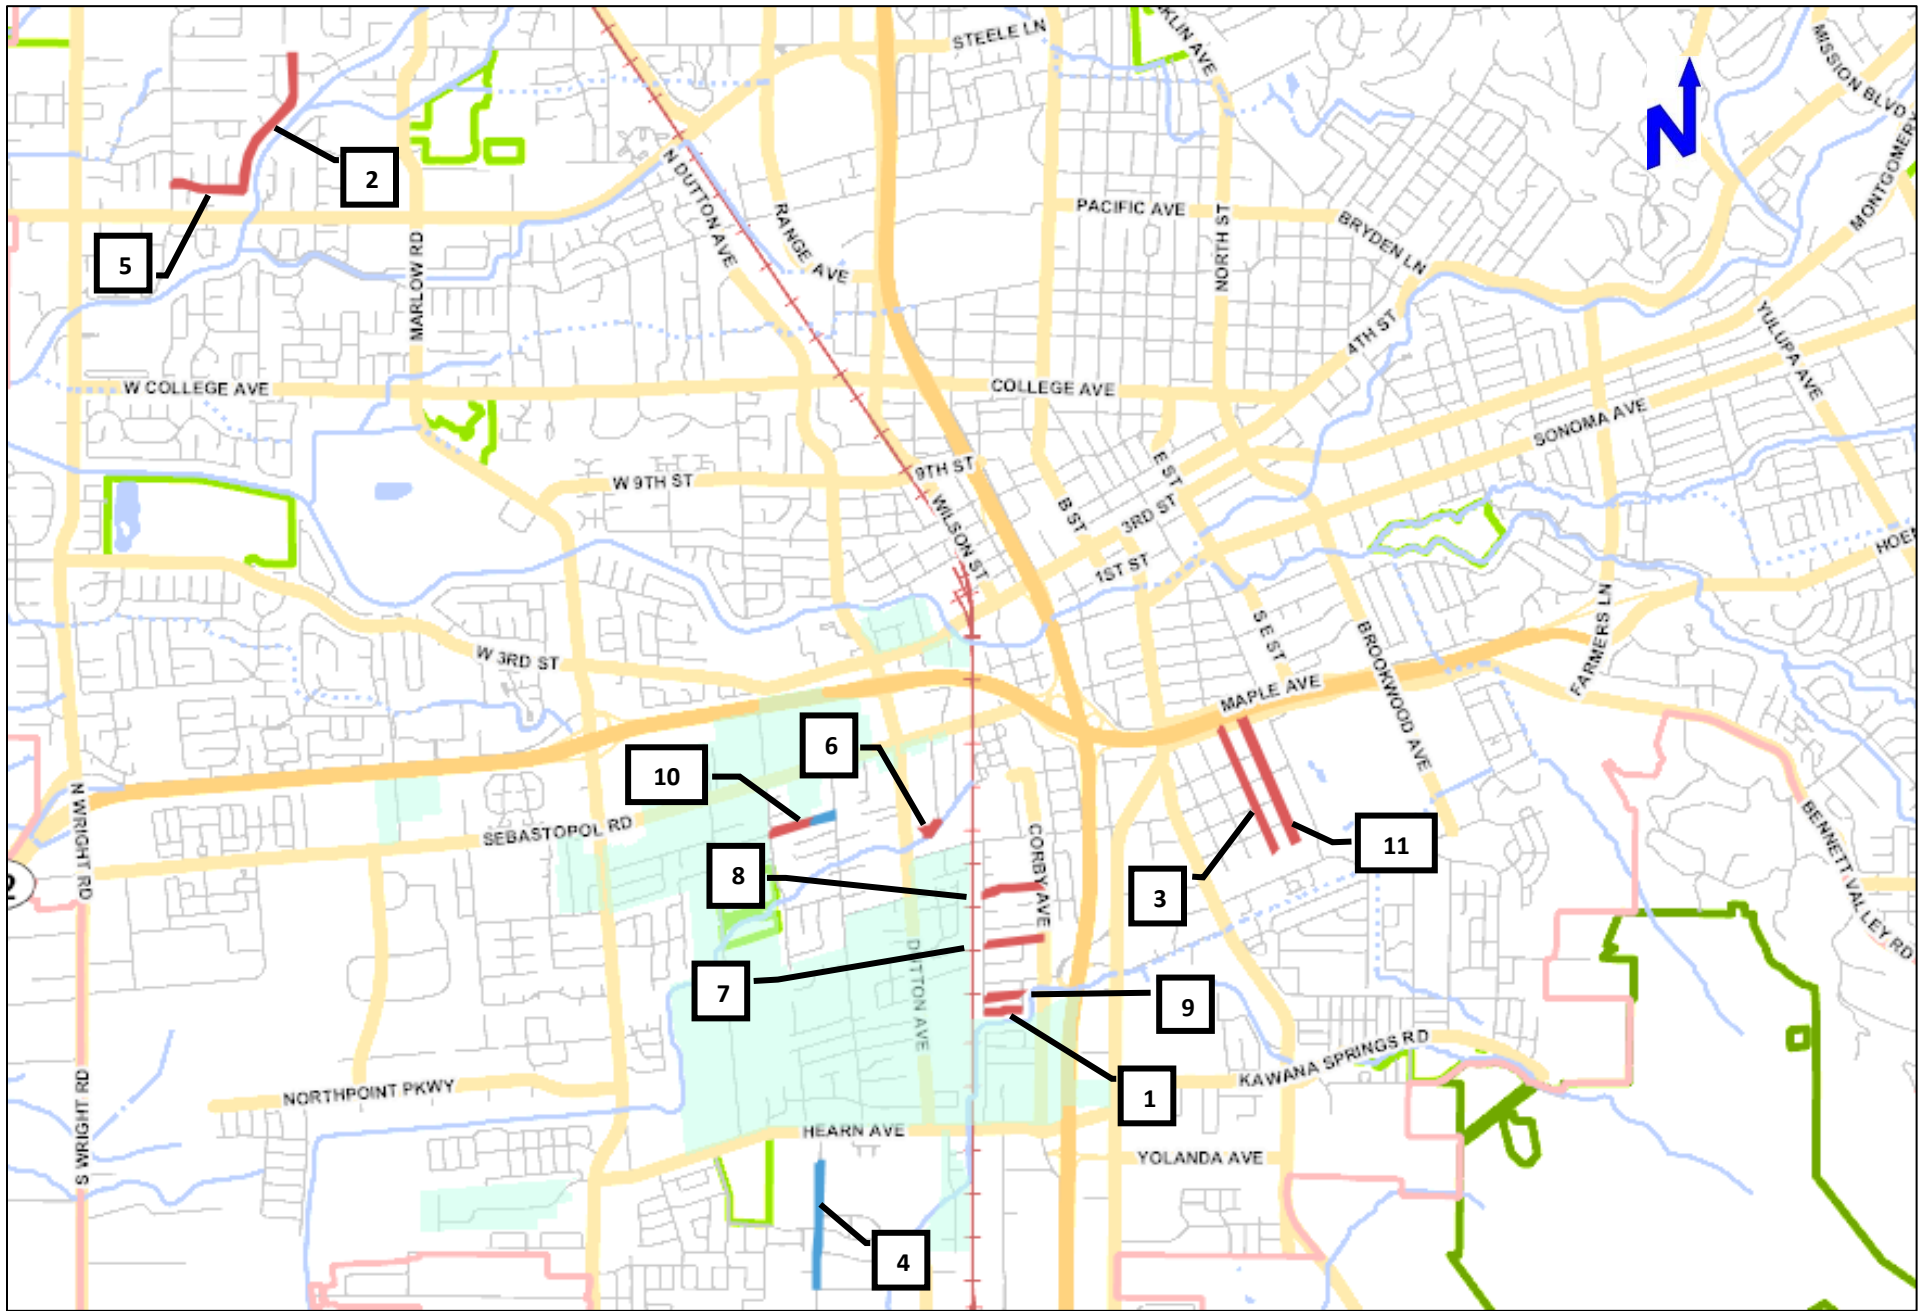 STEELE LN
KLIN AVE
MISSION BLVD
MONTGOMERY
N
2
5
N DUTTON AVE
RANGE AVE
PACIFIC AVE
NORTH ST
BRYDEN LN
MARLOW RD
4TH ST
YULUPA AVE
W COLLEGE AVE
COLLEGE AVE
SONOMA AVE
W 9TH ST
9TH ST
E ST
B ST
3RD ST
WILSON ST
1ST ST
HOEN
W 3RD ST
S E ST
BROOKWOOD AVE
FARMERS LN
MAPLE AVE
6
10
N WRIGHT RD
SEBASTOPOL RD
CORBY AVE
BENNETT VALLEY RD
11
8
3
2
DUTTON AVE
7
9
1
KAWANA SPRINGS RD
NORTHPOINT PKWY
S WRIGHT RD
HEARN AVE
YOLANDA AVE
4